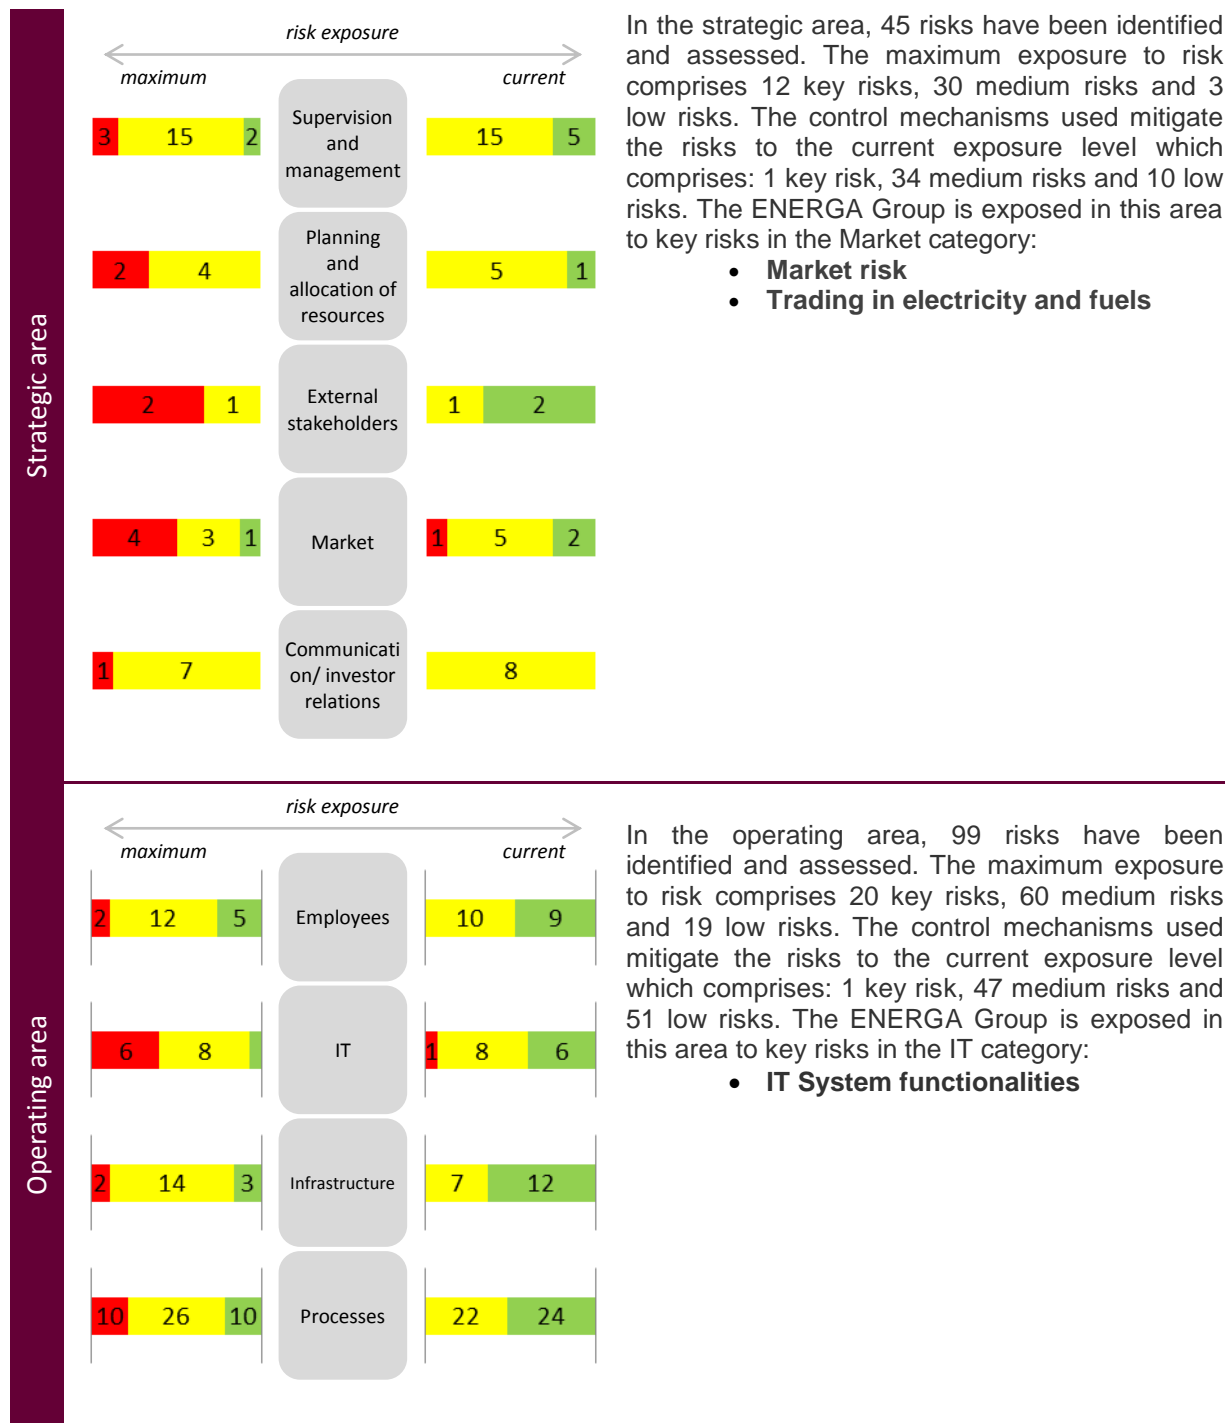 Strategic area
risk exposure
maximum
current
3 15 2
Supervision
and
management
15 5
2 4
Planning
and
allocation of
resources
5 1
2 1
External
stakeholders
1 2
4 3 1
Market
1 5 2
1 7
Communicati
on/ investor
relations
8
In the strategic area, 45 risks have been identified
and assessed. The maximum exposure to risk
comprises 12 key risks, 30 medium risks and 3
low risks. The control mechanisms used mitigate
the risks to the current exposure level which
comprises: 1 key risk, 34 medium risks and 10 low
risks. The ENERGA Group is exposed in this area
to key risks in the Market category:
• Market risk
• Trading in electricity and fuels
Operating area
risk exposure
maximum
current
2 12 5
Employees
10 9
6 8
IT
1 8 6
2 14 3
Infrastructure
7 12
10 26 10
Processes
22 24
In the operating area, 99 risks have been
identified and assessed. The maximum exposure
to risk comprises 20 key risks, 60 medium risks
and 19 low risks. The control mechanisms used
mitigate the risks to the current exposure level
which comprises: 1 key risk, 47 medium risks and
51 low risks. The ENERGA Group is exposed in
this area to key risks in the IT category:
• IT System functionalities